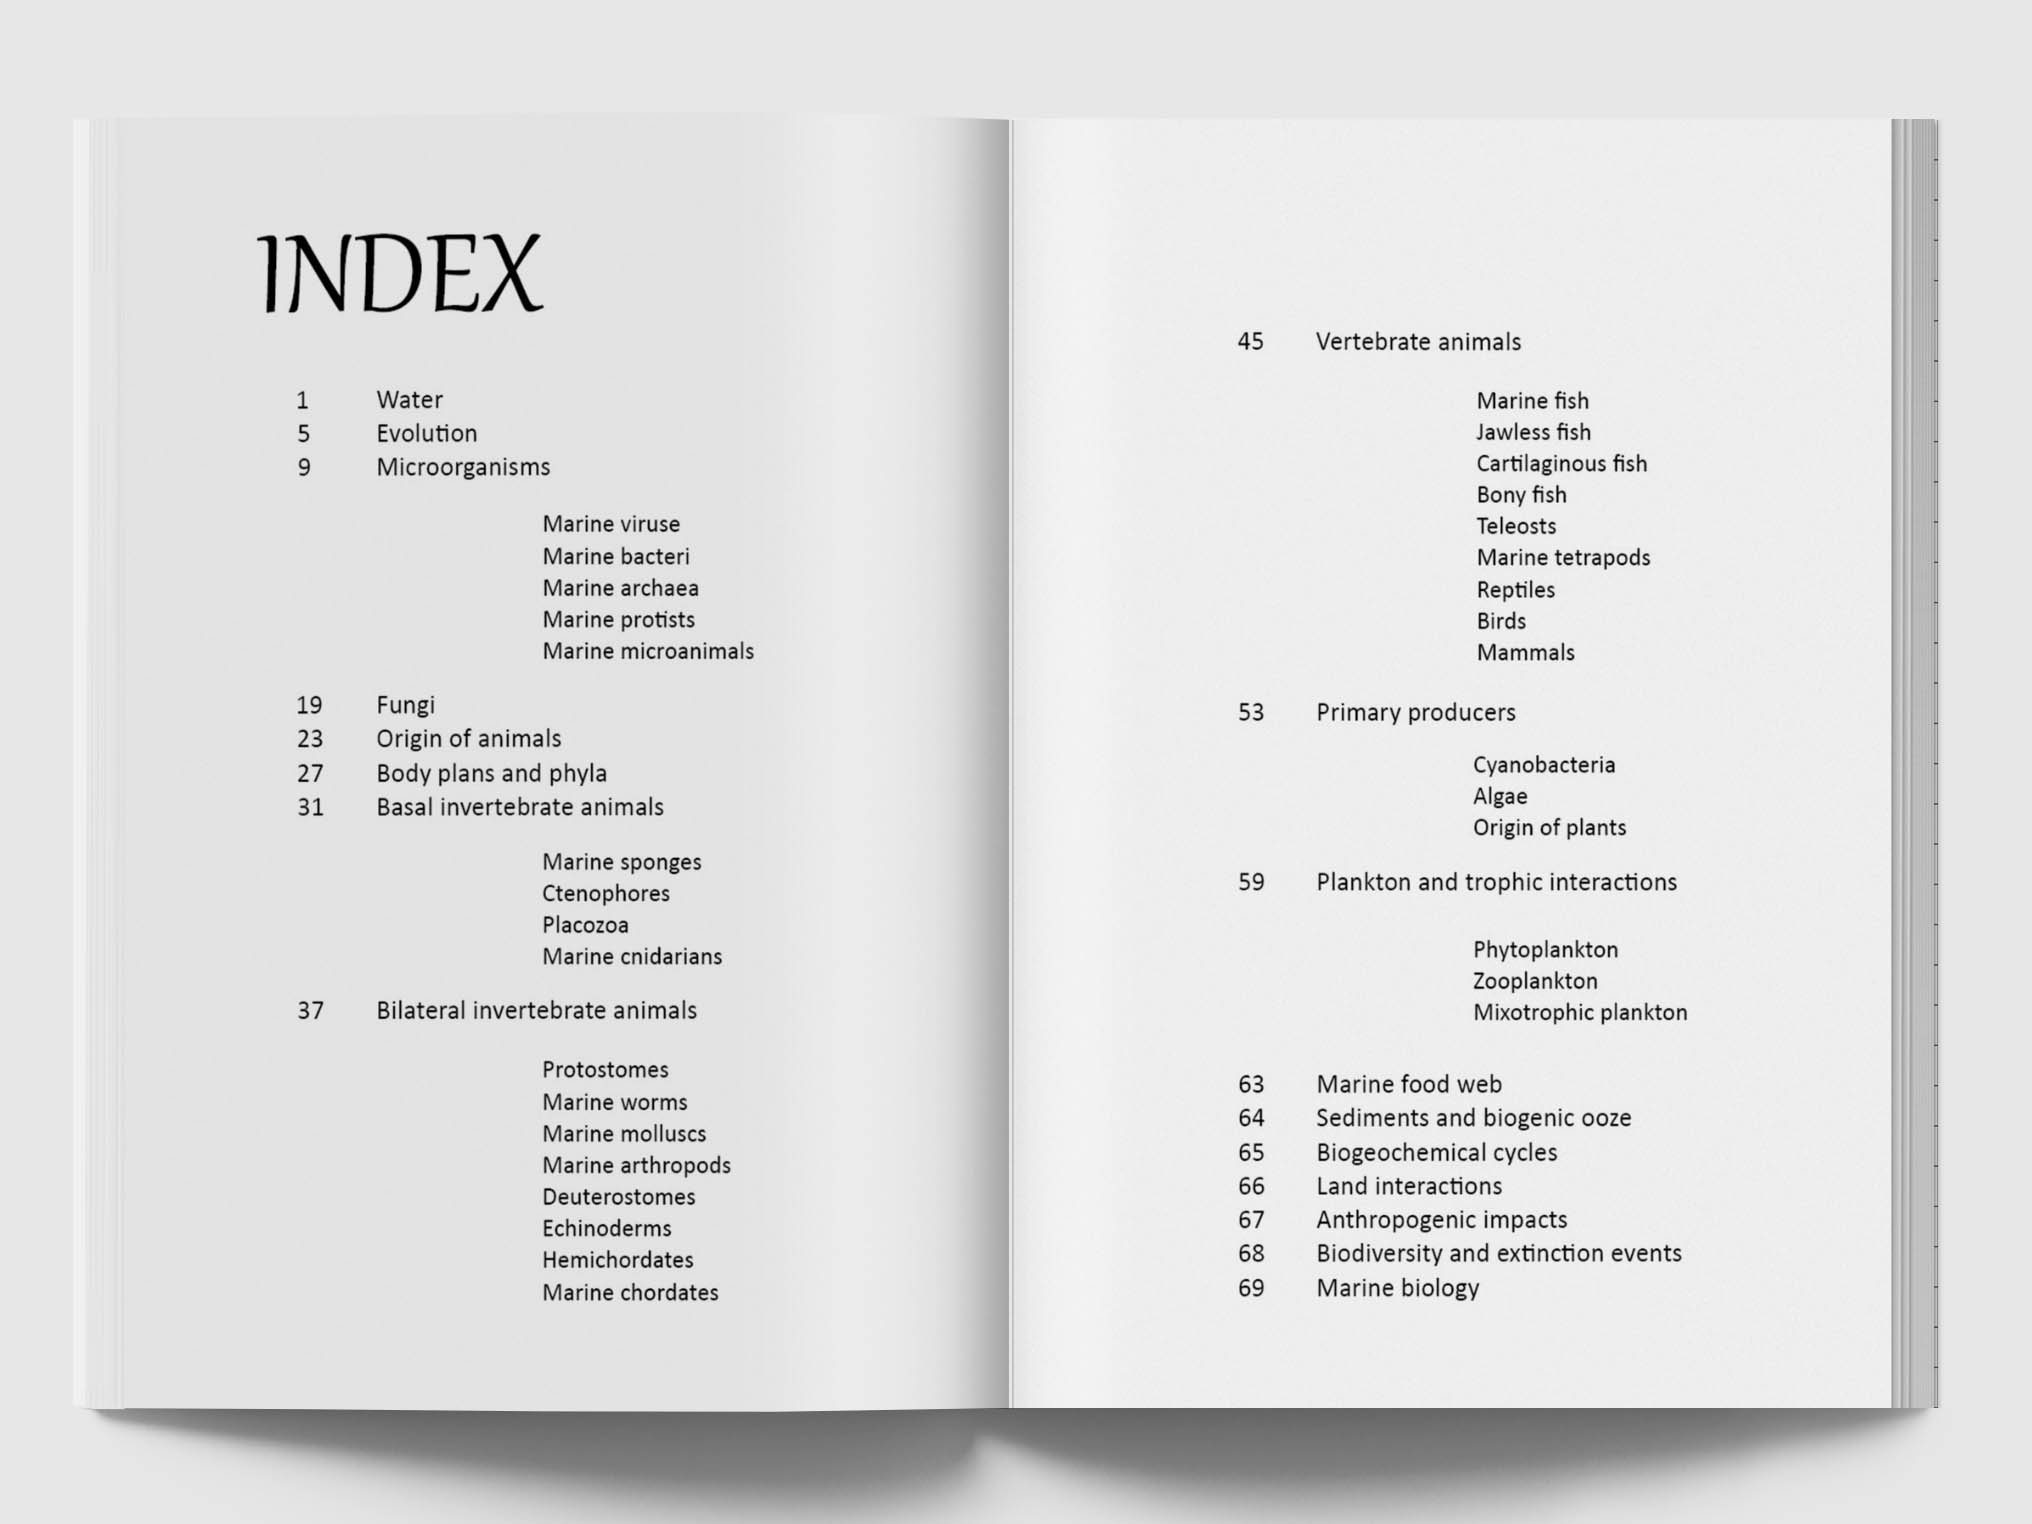 INDEX
1 Water
5 Evolution
9 Microorganisms
Marine viruse
Marine bacteri
Marine archaea
Marine protists
Marine microanimals
19 Fungi
23 Origin of animals
27 Body plans and phyla
31 Basal invertebrate animals
Marine sponges
Ctenophores
Placozoa
Marine cnidarians
37 Bilateral invertebrate animals
Protostomes
Marine worms
Marine molluscs
Marine arthropods
Deuterostomes
Echinoderms
Hemichordates
Marine chordates
45 Vertebrate animals
Marine fish
Jawless fish
Cartilaginous fish
Bony fish
Teleosts
Marine tetrapods
Reptiles
Birds
Mammals
53 Primary producers
Cyanobacteria
Algae
Origin of plants
59 Plankton and trophic interactions
Phytoplankton
Zooplankton
Mixotrophic plankton
63 Marine food web
64 Sediments and biogenic ooze
65 Biogeochemical cycles
66 Land interactions
67 Anthropogenic impacts
68 Biodiversity and extinction events
69 Marine biology